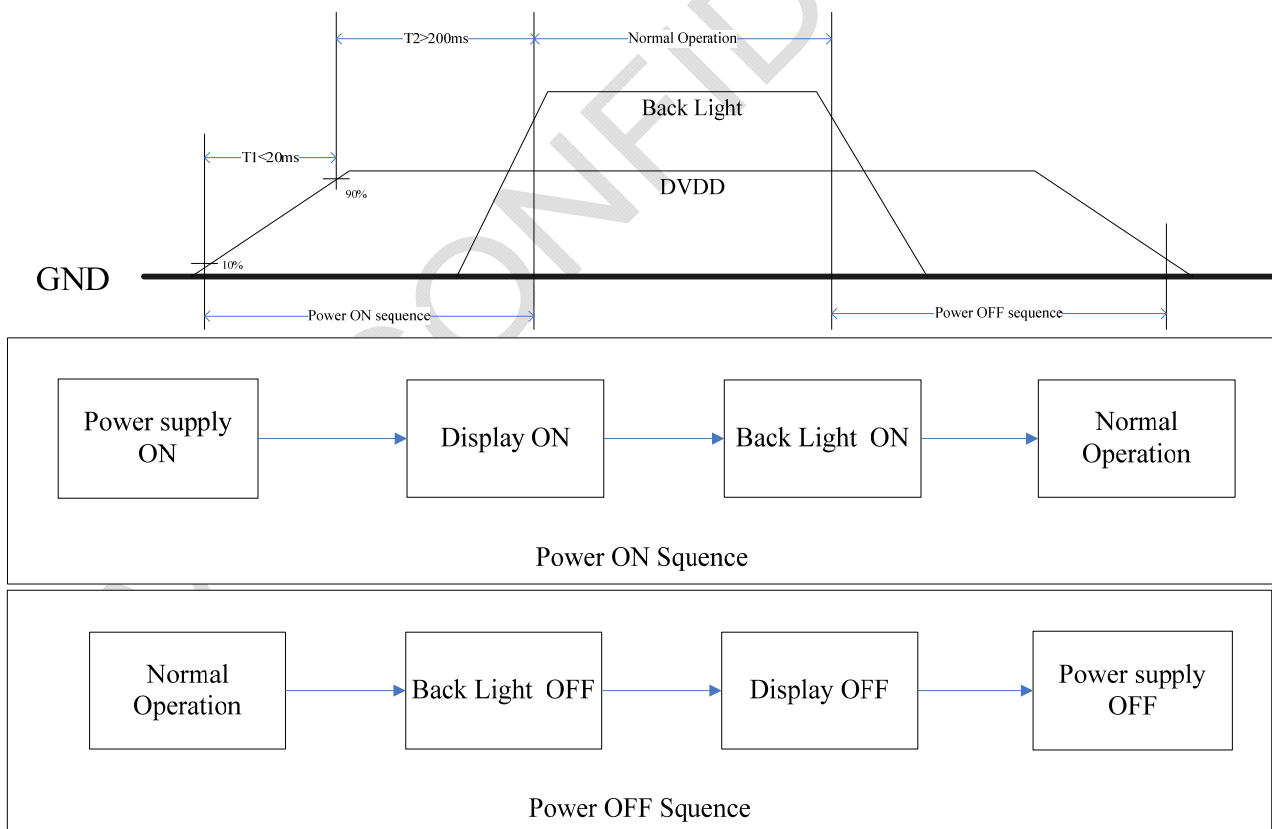 T2>200ms
Normal Operation
Back Light
T1<20ms
DVDD
90%
10%
GND
Power ON sequence
Power OFF sequence
Power supply
ON
Display ON
Back Light ON
Normal
Operation
Power ON Squence
Normal
Operation
Back Light OFF
Display OFF
Power supply
OFF
Power OFF Squence
CONFID